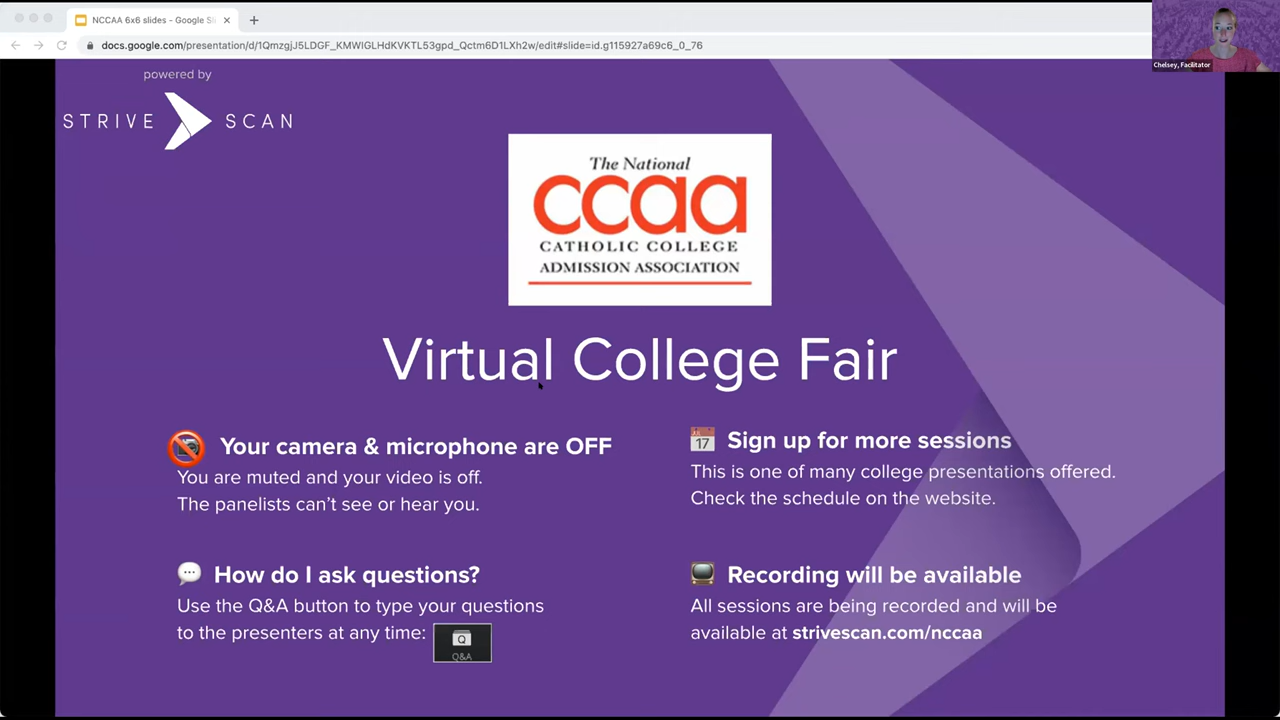 NCCAA 6x6 slides - Google Sl
docs.google.com/presentation/d/1QmzgjJ5LDGF_KMWIGLHdKVKTL53gpd_Qctm6D1LXh2w/edit#slide=id.g115927a69c6_0_76
Chelsey, Facilitator
powered by
STRIVE SCAN
The National
ccaa
CATHOLIC COLLEGE
ADMISSION ASSOCIATION
Virtual College Fair
Your camera & microphone are OFF
You are muted and your video is off.
The panelists can't see or hear you.
How do I ask questions?
Use the Q&A button to type your questions
to the presenters at any time:
Q
Q&A
JUL
17
Sign up for more sessions
This is one of many college presentations offered.
Check the schedule on the website.
Recording will be available
All sessions are being recorded and will be
available at strivescan.com/nccaa